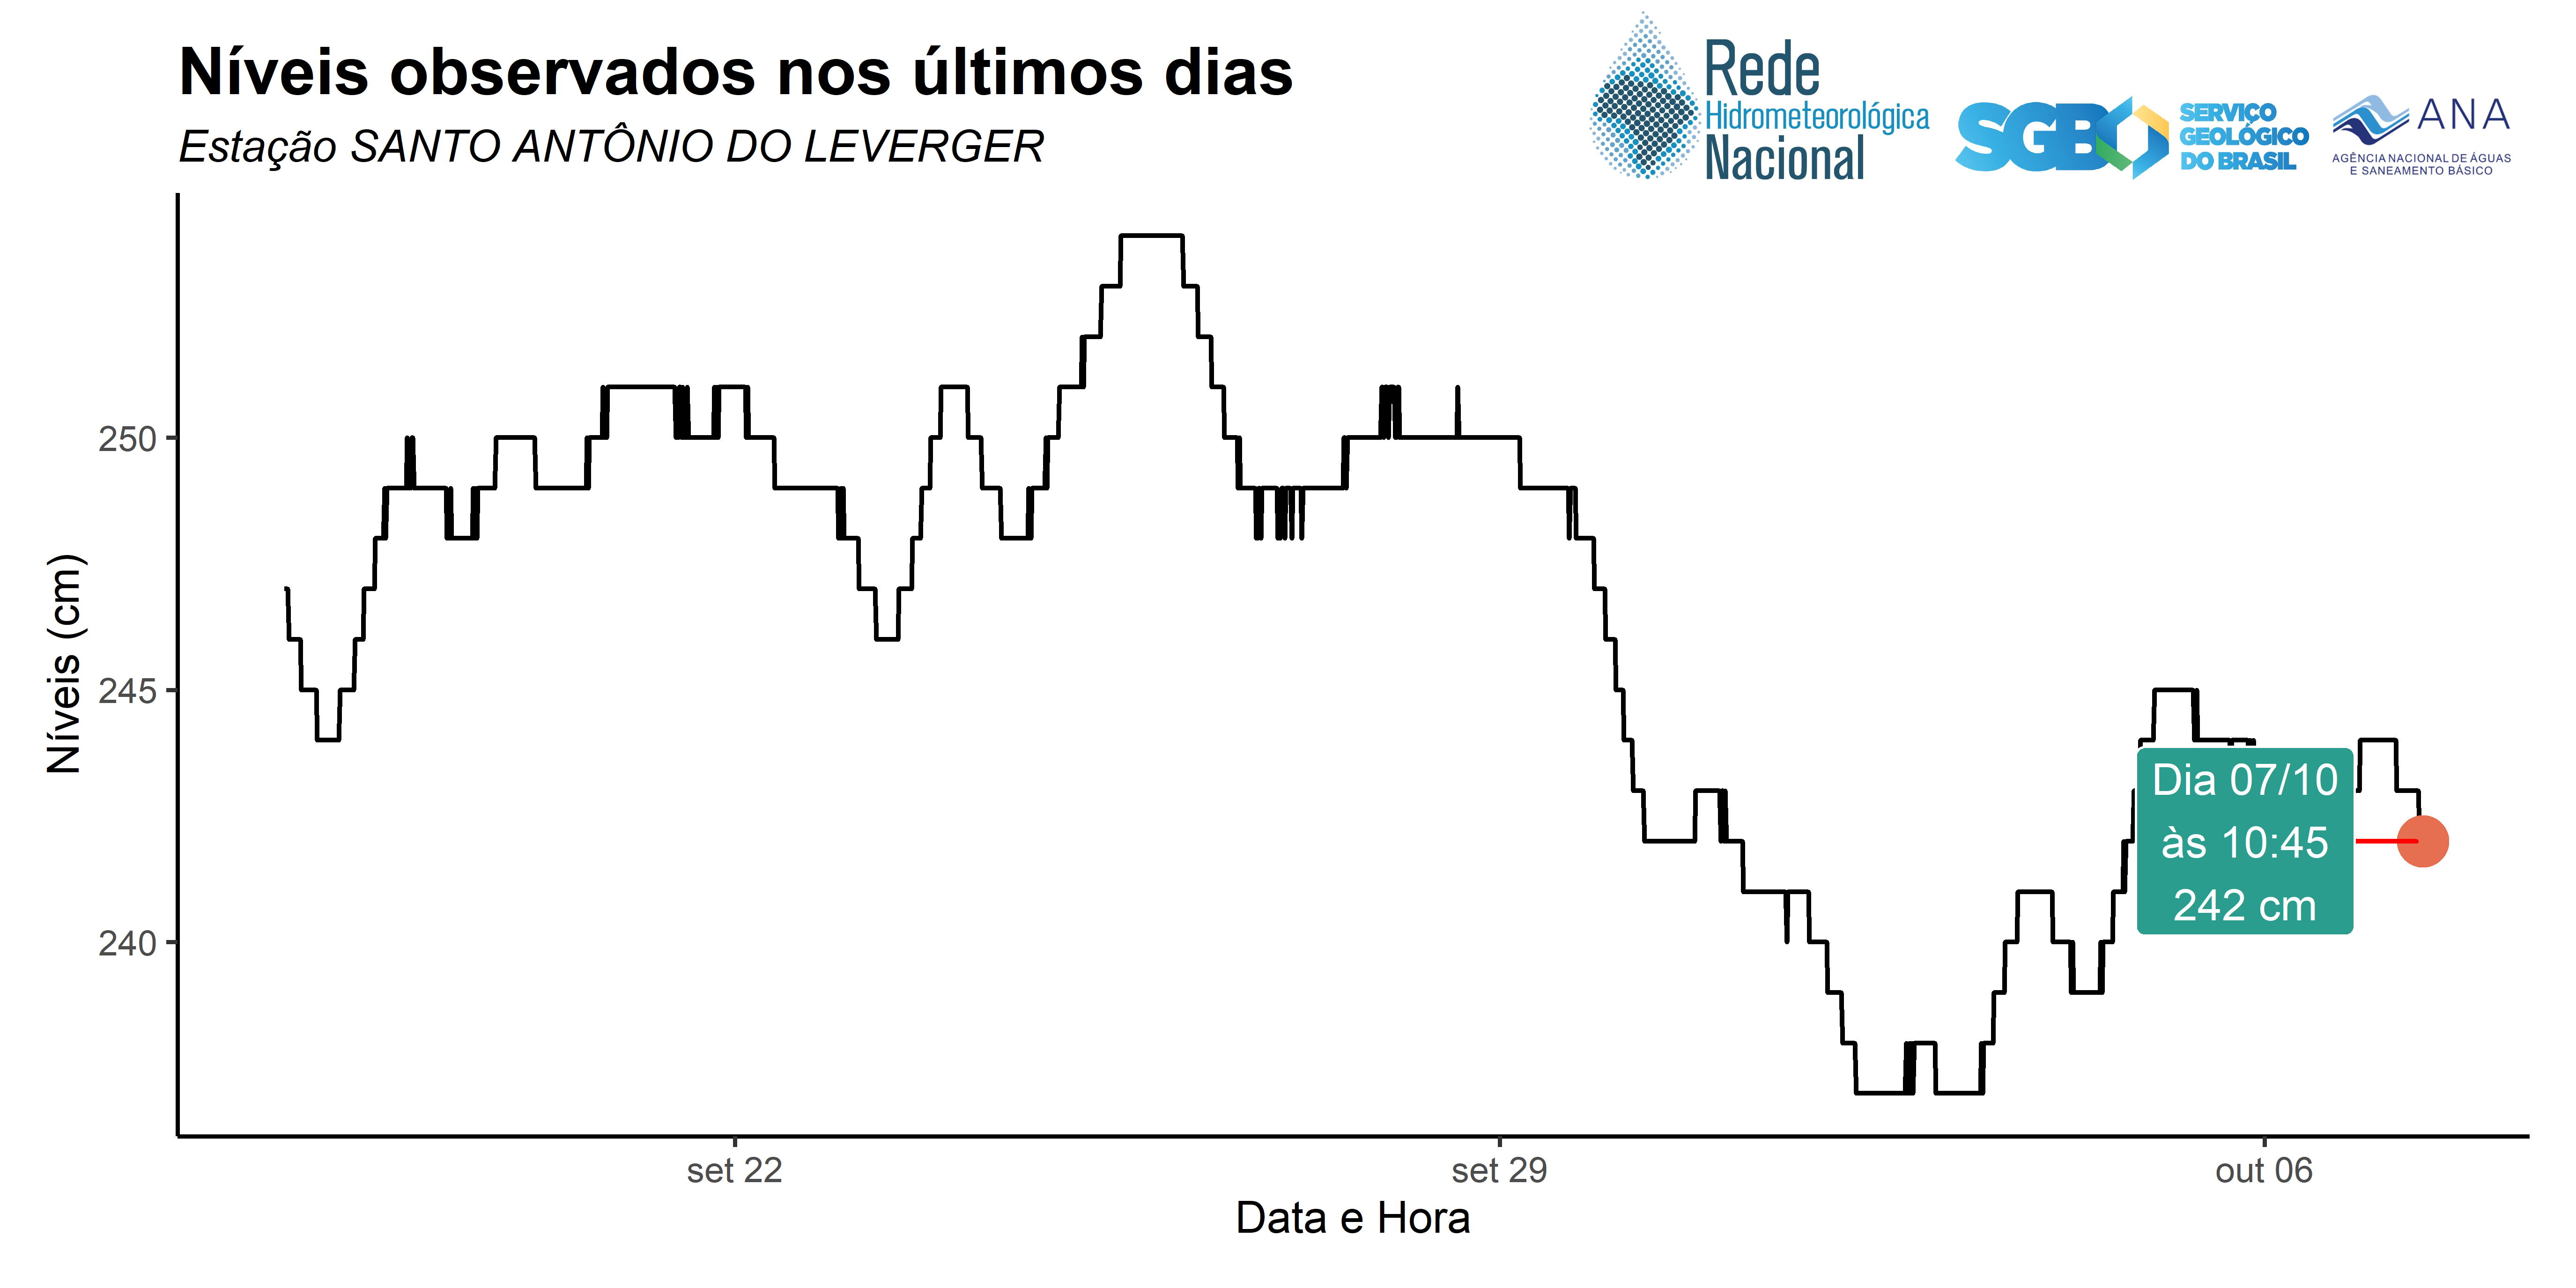 Níveis observados nos últimos dias
Estação SANTO ANTÔNIO DO LEVERGER
Rede
Hidrometeorológica
Nacional
SGB
SERVIÇO
GEOLÓGICO
DO BRASIL
ANA
AGÊNCIA NACIONAL DE ÁGUAS
E SANEAMENTO BÁSICO
Níveis (cm)
250
245
240
Dia 07/10
às 10:45
242 cm
set 22
set 29
out 06
Data e Hora